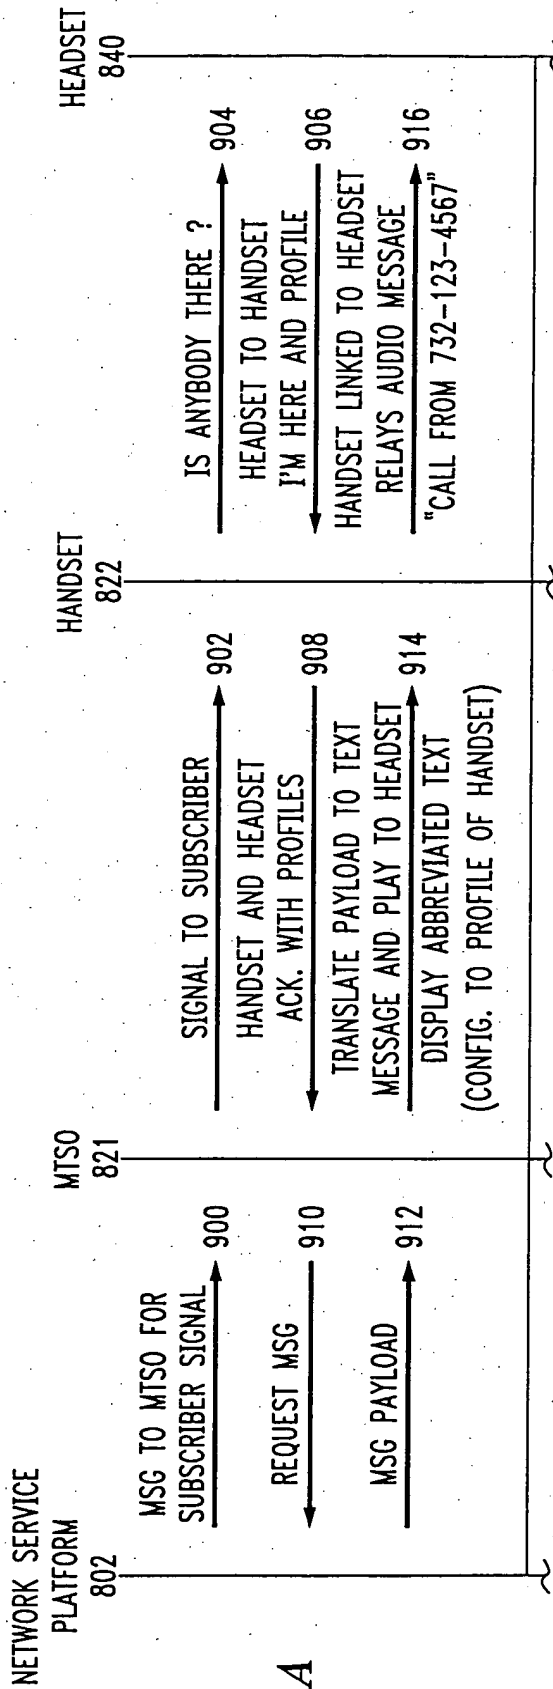 NETWORK SERVICE
PLATFORM
802
MTSO
821
HANDSET
822
HEADSET
840
MSG TO MTSO FOR
SUBSCRIBER SIGNAL
900
REQUEST MSG
910
MSG PAYLOAD
912
SIGNAL TO SUBSCRIBER
902
HANDSET AND HEADSET
ACK. WITH PROFILES
908
TRANSLATE PAYLOAD TO TEXT
MESSAGE AND PLAY TO HEADSET
914
DISPLAY ABBREVIATED TEXT
(CONFIG. TO PROFILE OF HANDSET)
IS ANYBODY THERE ?
904
HEADSET TO HANDSET
I'M HERE AND PROFILE
906
HANDSET LINKED TO HEADSET
RELAYS AUDIO MESSAGE
916
"CALL FROM 732-123-4567"
A